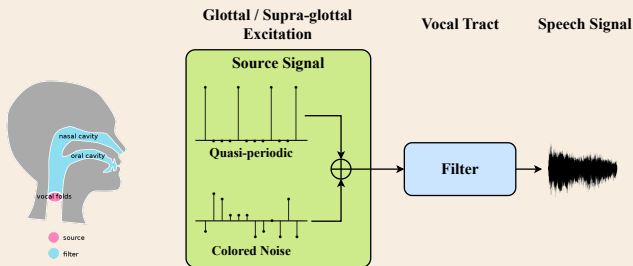 Glottal / Supra-glottal
Excitation
Vocal Tract
Speech Signal
Source Signal
Quasi-periodic
Colored Noise
Filter
nasal cavity
oral cavity
vocal folds
source
filter